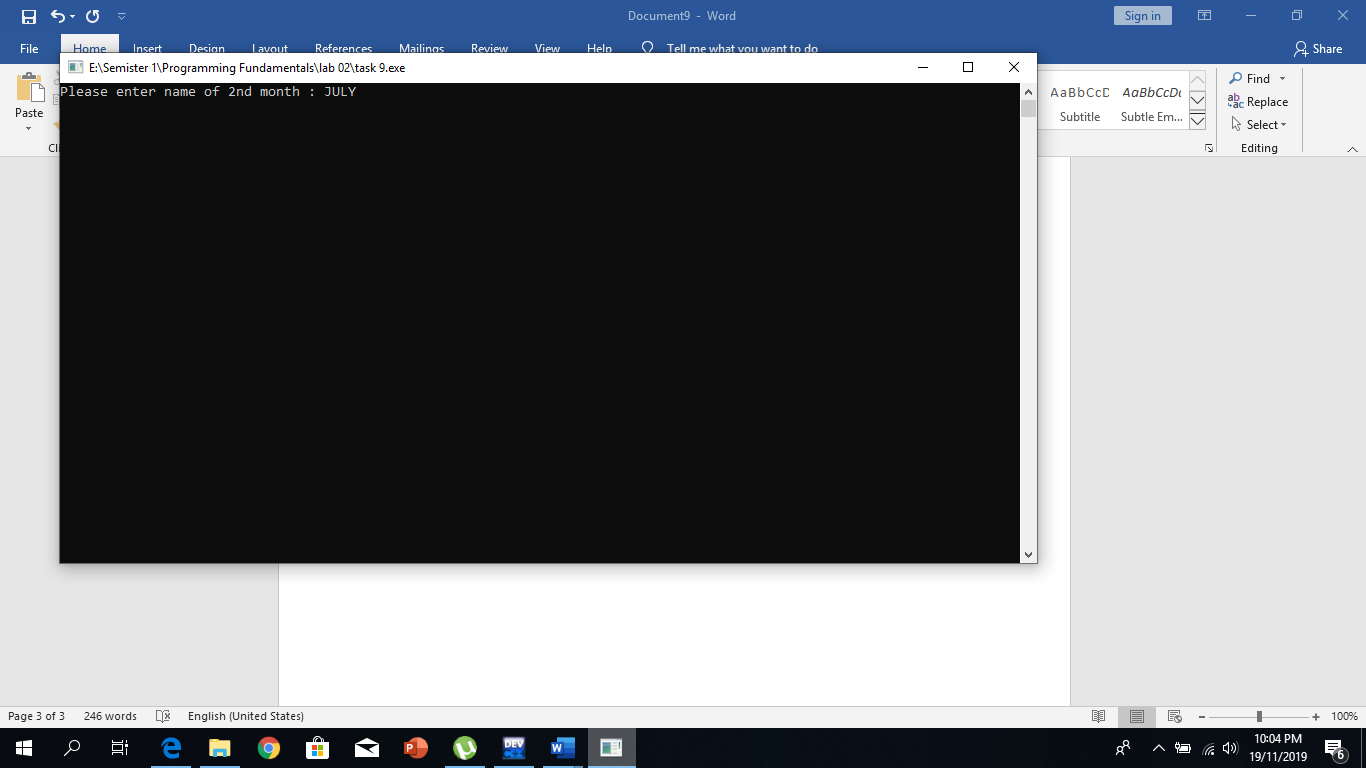 Document9 - Word
Sign in
File
Home
Insert
Design
Layout
References
Mailings
Review
View
Help
Tell me what you want to do
Share
E:\Semister 1\Programming Fundamentals\lab 02\task 9.exe
Please enter name of 2nd month : JULY
Paste
AaBbCcD
AaBbCcDc
Subtitle
Subtle Em...
Find
Replace
Select
Editing
Page 3 of 3
246 words
English (United States)
100%
DEV
10:04 PM
19/11/2019
6